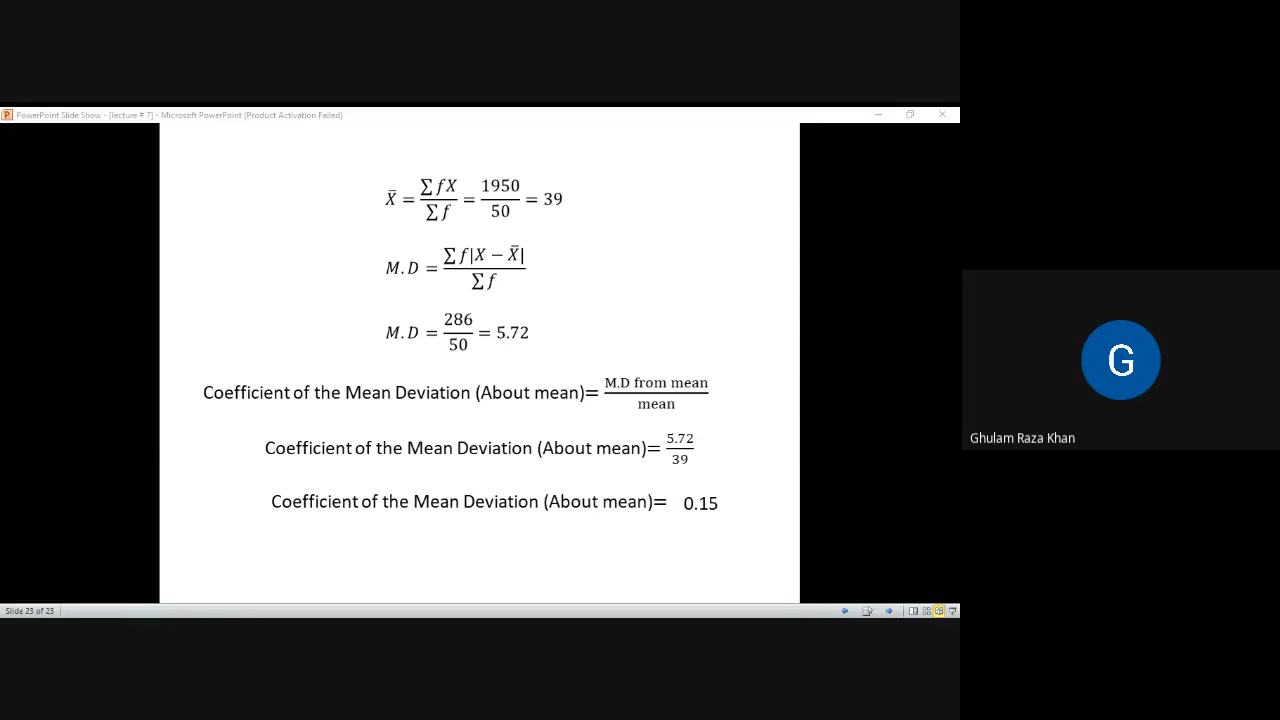 PowerPoint Slide Show - [lecture # 7] - Microsoft PowerPoint (Product Activation Failed)
X̄ = ∑ fX / ∑ f = 1950 / 50 = 39
M.D = ∑ f|X − X̄| / ∑ f
M.D = 286 / 50 = 5.72
Coefficient of the Mean Deviation (About mean)= M.D from mean / mean
Coefficient of the Mean Deviation (About mean)= 5.72 / 39
Coefficient of the Mean Deviation (About mean)= 0.15
G
Ghulam Raza Khan
Slide 23 of 23